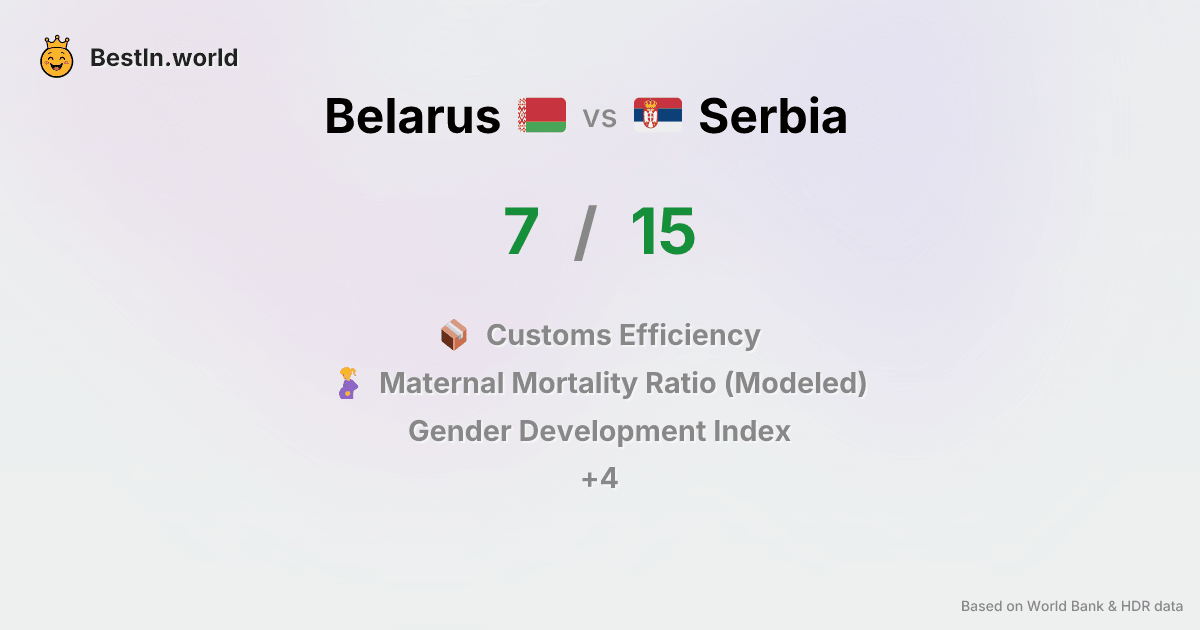 BestIn.world
Belarus vs Serbia
7 / 15
Customs Efficiency
Maternal Mortality Ratio (Modeled)
Gender Development Index
+4
Based on World Bank & HDR data